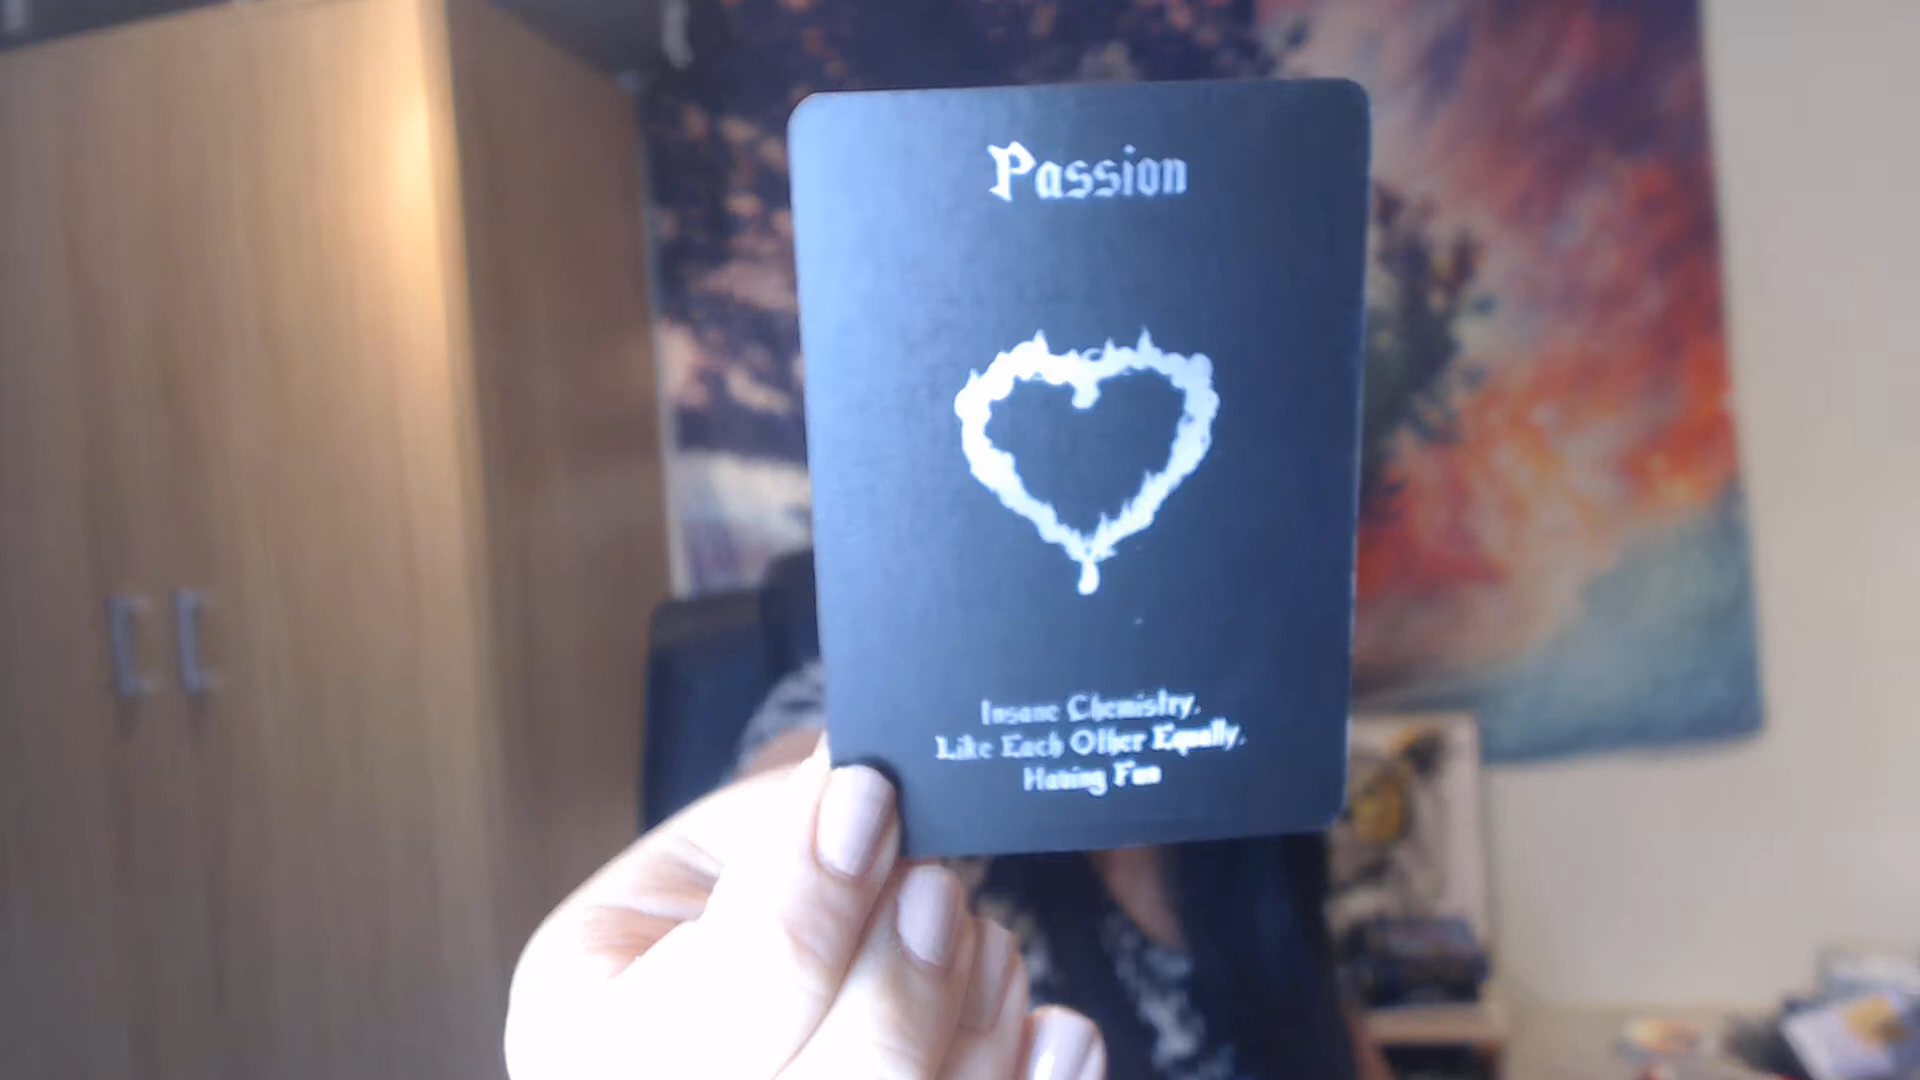 Passion
Insane Chemistry,
Like Each Other Equally,
Having Fun